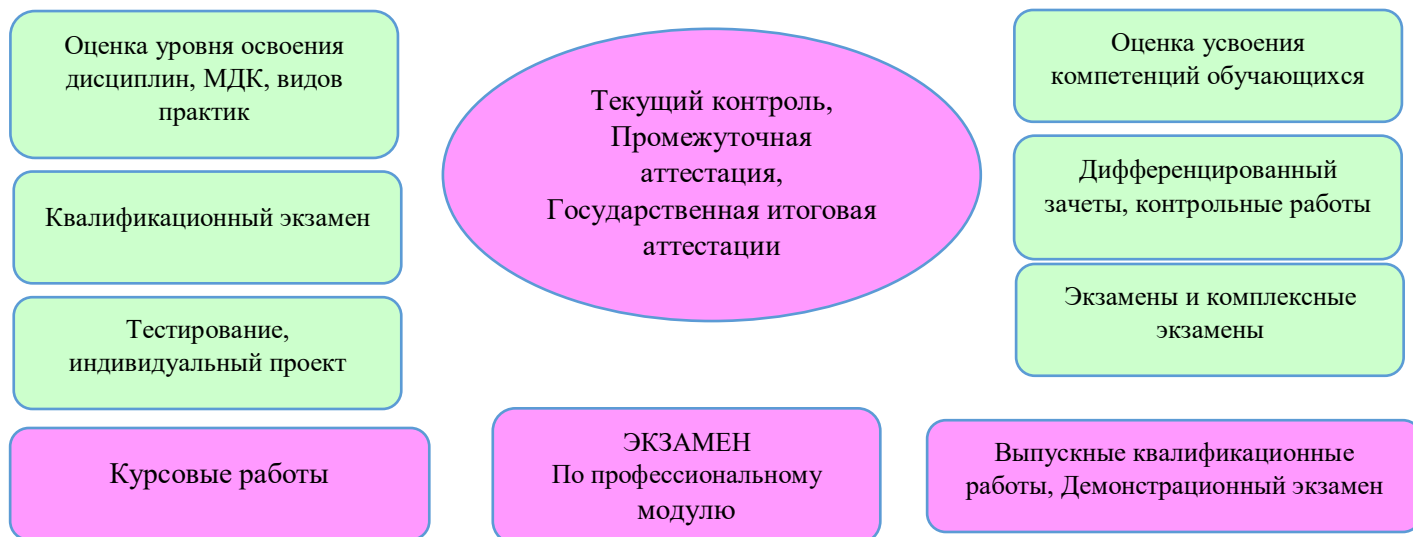 Оценка уровня освоения
дисциплин, МДК, видов
практик
Квалификационный экзамен
Тестирование,
индивидуальный проект
Курсовые работы
Текущий контроль,
Промежуточная
аттестация,
Государственная итоговая
аттестации
ЭКЗАМЕН
По профессиональному
модулю
Оценка усвоения
компетенций обучающихся
Дифференцированный
зачеты, контрольные работы
Экзамены и комплексные
экзамены
Выпускные квалификационные
работы, Демонстрационный экзамен